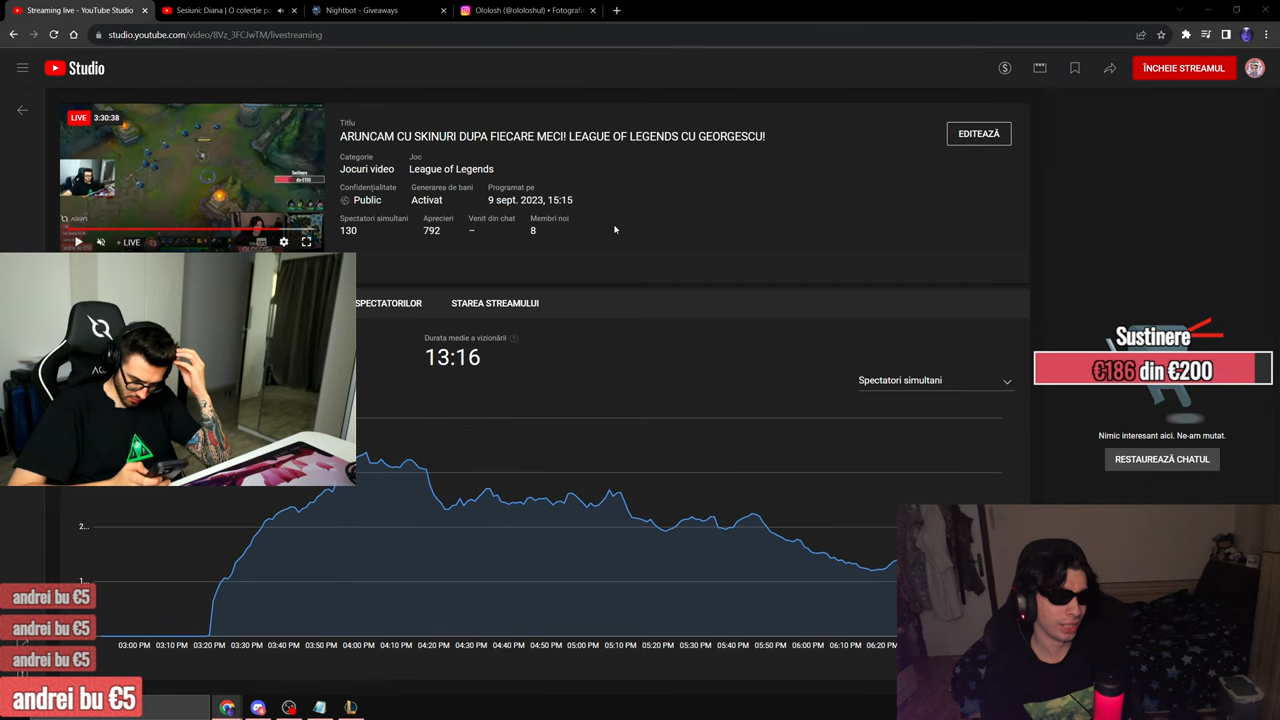 Streaming live - YouTube Studio
Sesiuni: Diana | O colecție pe
Nightbot - Giveaways
Ololosh (@ololoshul) • Fotografi
studio.youtube.com/video/8Vz_3FCJwTM/livestreaming
Studio
ÎNCHEIE STREAMUL
LIVE 3:30:38
Titlu
ARUNCAM CU SKINURI DUPA FIECARE MECI! LEAGUE OF LEGENDS CU GEORGESCU!
EDITEAZĂ
Categorie
Joc
Jocuri video
League of Legends
Confidențialitate
Generarea de bani
Programat pe
Public
Activat
9 sept. 2023, 15:15
Spectatori simultani
Aprecieri
Venit din chat
Membri noi
130
792
–
8
Sustinere
din €150
LIVE
SPECTATORILOR
STAREA STREAMULUI
Durata medie a vizionării
13:16
Spectatori simultani
Sustinere
€186 din €200
Nimic interesant aici. Ne-am mutat.
RESTAUREAZĂ CHATUL
2...
1...
03:00 PM 03:10 PM 03:20 PM 03:30 PM 03:40 PM 03:50 PM 04:00 PM 04:10 PM 04:20 PM 04:30 PM 04:40 PM 04:50 PM 05:00 PM 05:10 PM 05:20 PM 05:30 PM 05:40 PM 05:50 PM 06:00 PM 06:10 PM 06:20
andrei bu €5
andrei bu €5
andrei bu €5
andrei bu €5